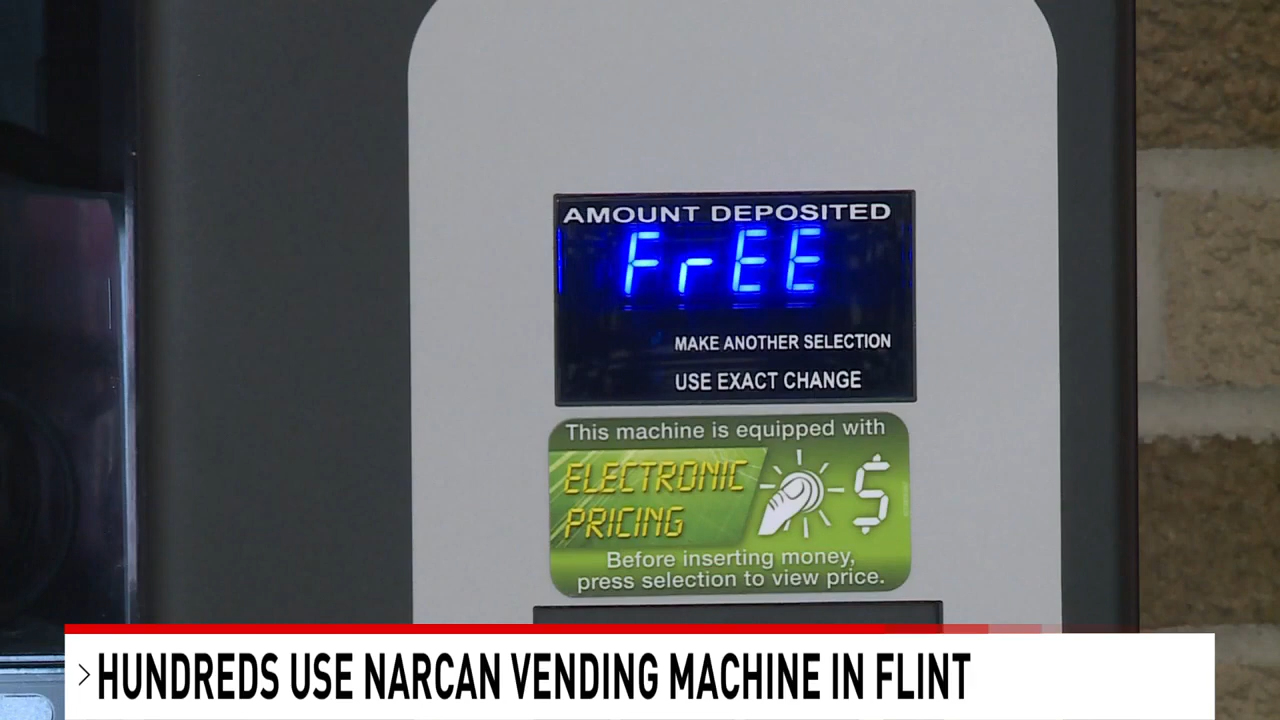 AMOUNT DEPOSITED
FrEE
MAKE ANOTHER SELECTION
USE EXACT CHANGE
This machine is equipped with
ELECTRONIC
PRICING
$
Before inserting money,
press selection to view price.
> HUNDREDS USE NARCAN VENDING MACHINE IN FLINT